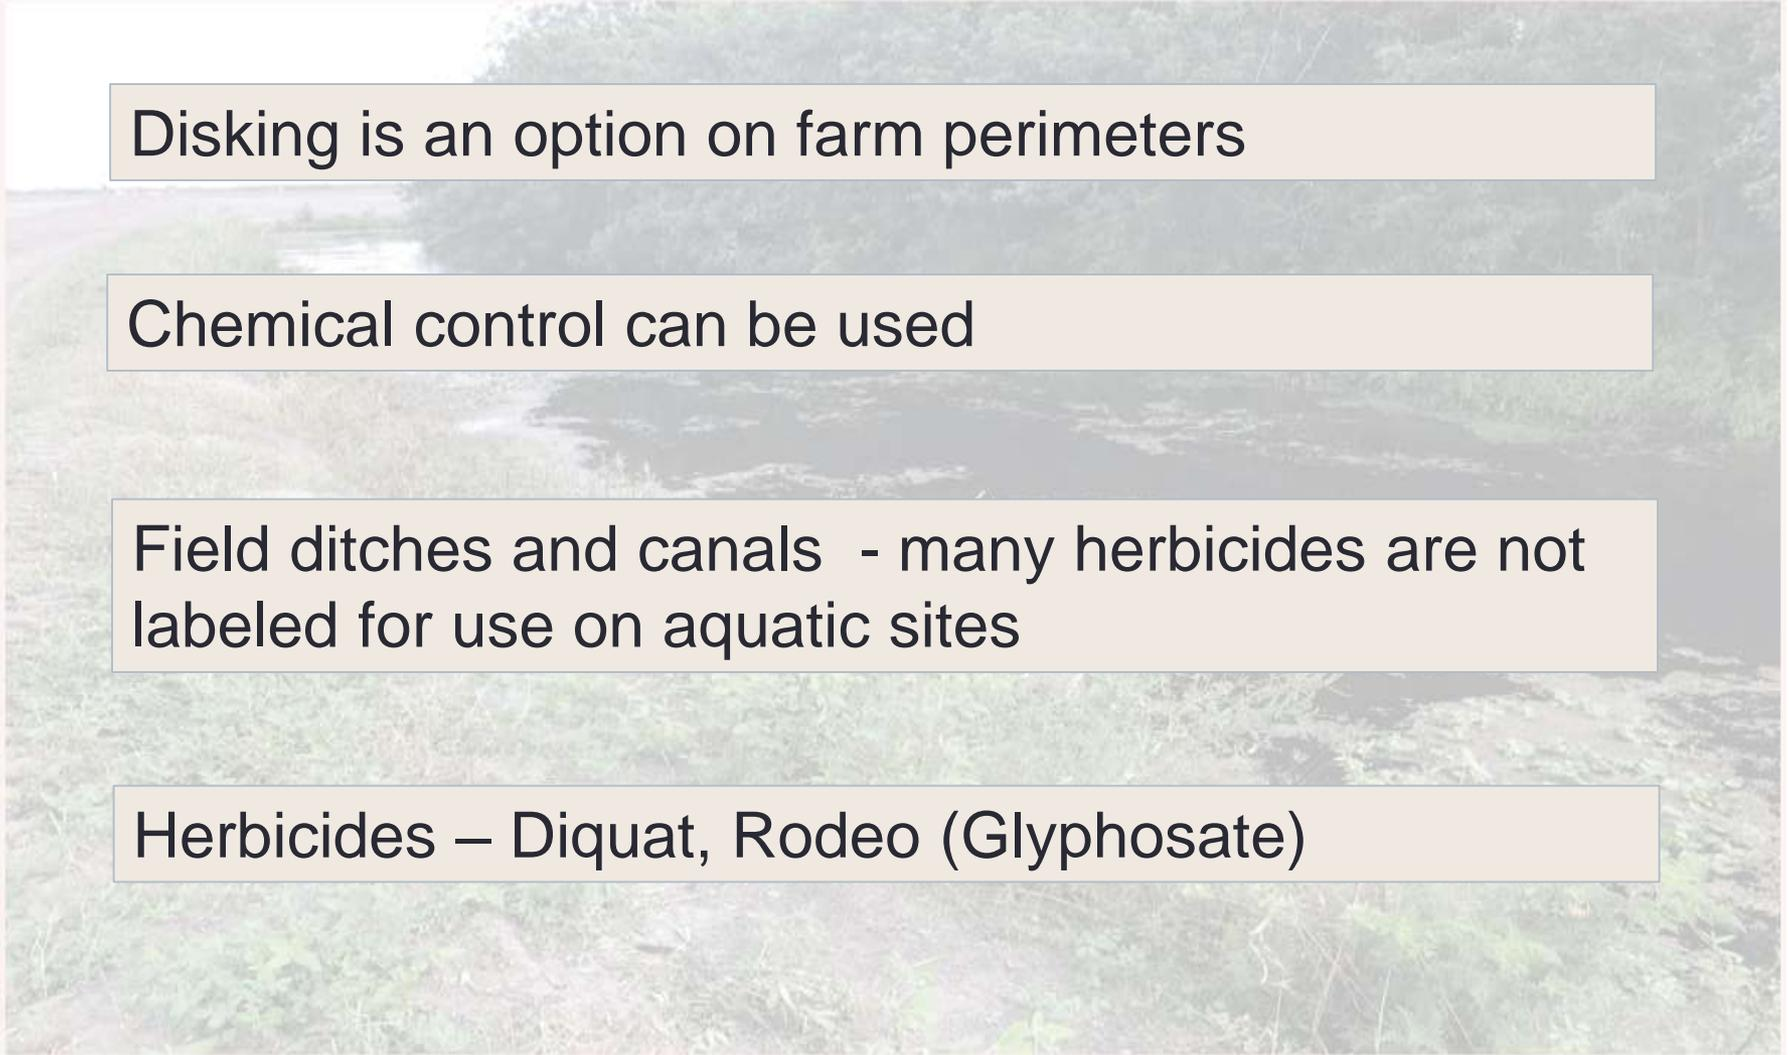 Disking is an option on farm perimeters
Chemical control can be used
Field ditches and canals  - many herbicides are not
labeled for use on aquatic sites
Herbicides – Diquat, Rodeo (Glyphosate)